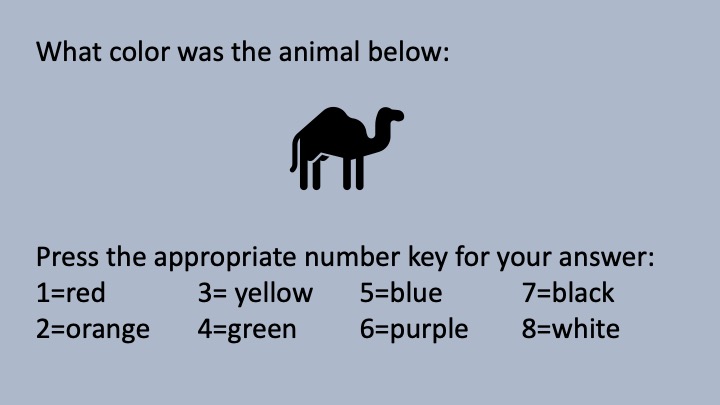 What color was the animal below:
Press the appropriate number key for your answer:
1=red 3= yellow 5=blue 7=black
2=orange 4=green 6=purple 8=white